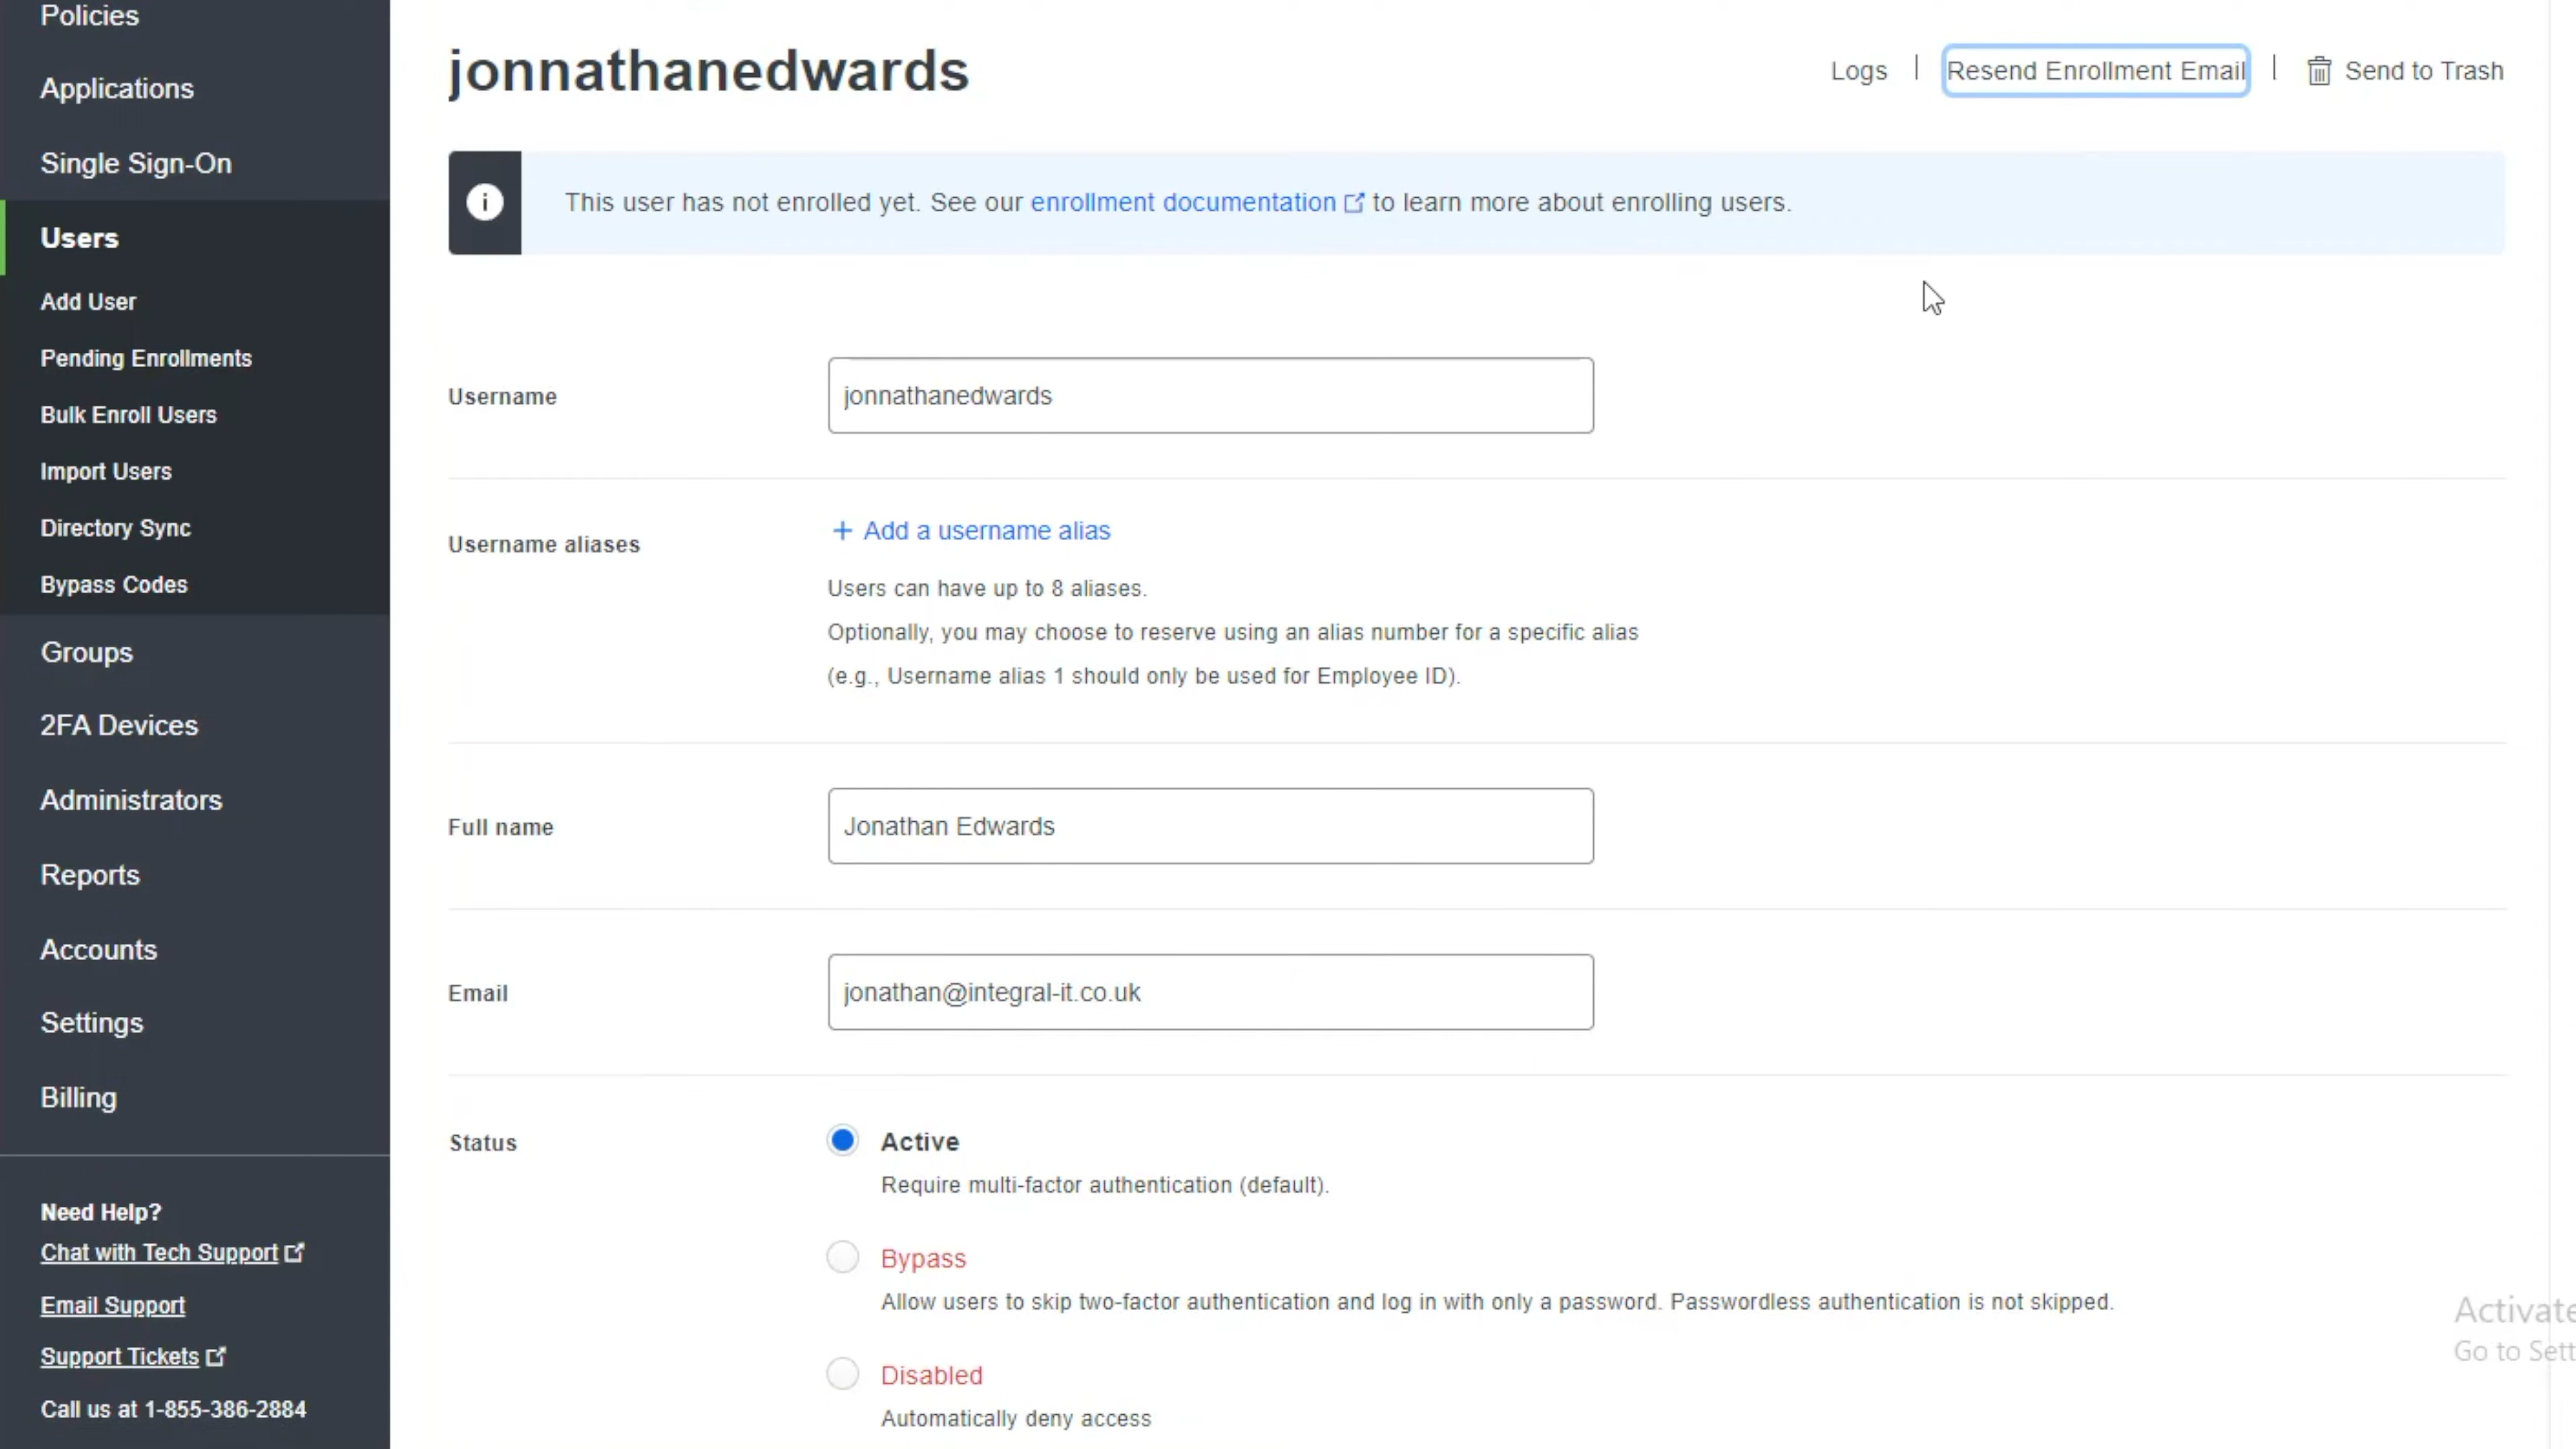 Policies
Applications
Single Sign-On
Users
Add User
Pending Enrollments
Bulk Enroll Users
Import Users
Directory Sync
Bypass Codes
Groups
2FA Devices
Administrators
Reports
Accounts
Settings
Billing
Need Help?
Chat with Tech Support
Email Support
Support Tickets
Call us at 1-855-386-2884
jonnathanedwards
Logs | Resend Enrollment Email | Send to Trash
This user has not enrolled yet. See our enrollment documentation to learn more about enrolling users.
Username
jonnathanedwards
Username aliases
+ Add a username alias
Users can have up to 8 aliases.
Optionally, you may choose to reserve using an alias number for a specific alias
(e.g., Username alias 1 should only be used for Employee ID).
Full name
Jonathan Edwards
Email
jonathan@integral-it.co.uk
Status
Active
Require multi-factor authentication (default).
Bypass
Allow users to skip two-factor authentication and log in with only a password. Passwordless authentication is not skipped.
Disabled
Automatically deny access
Activate
Go to Sett